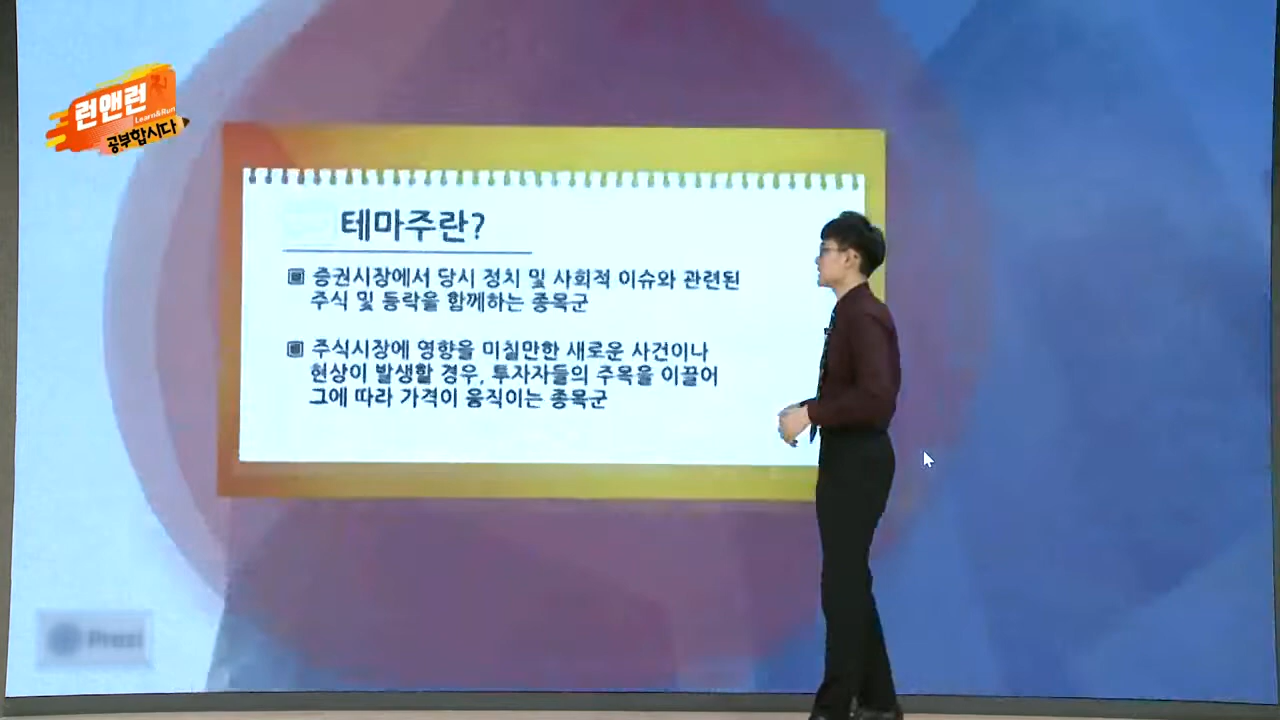 런앤런
Learn&Run
공부합시다
테마주란?
증권시장에서 당시 정치 및 사회적 이슈와 관련된
주식 및 등락을 함께하는 종목군
주식시장에 영향을 미칠만한 새로운 사건이나
현상이 발생할 경우, 투자자들의 주목을 이끌어
그에 따라 가격이 움직이는 종목군
Prezi